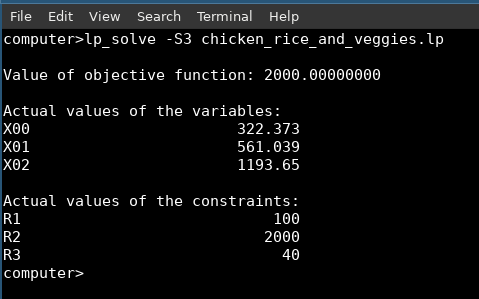 File Edit View Search Terminal Help
computer>lp_solve -S3 chicken_rice_and_veggies.lp
Value of objective function: 2000.00000000
Actual values of the variables:
X00 322.373
X01 561.039
X02 1193.65
Actual values of the constraints:
R1 100
R2 2000
R3 40
computer>